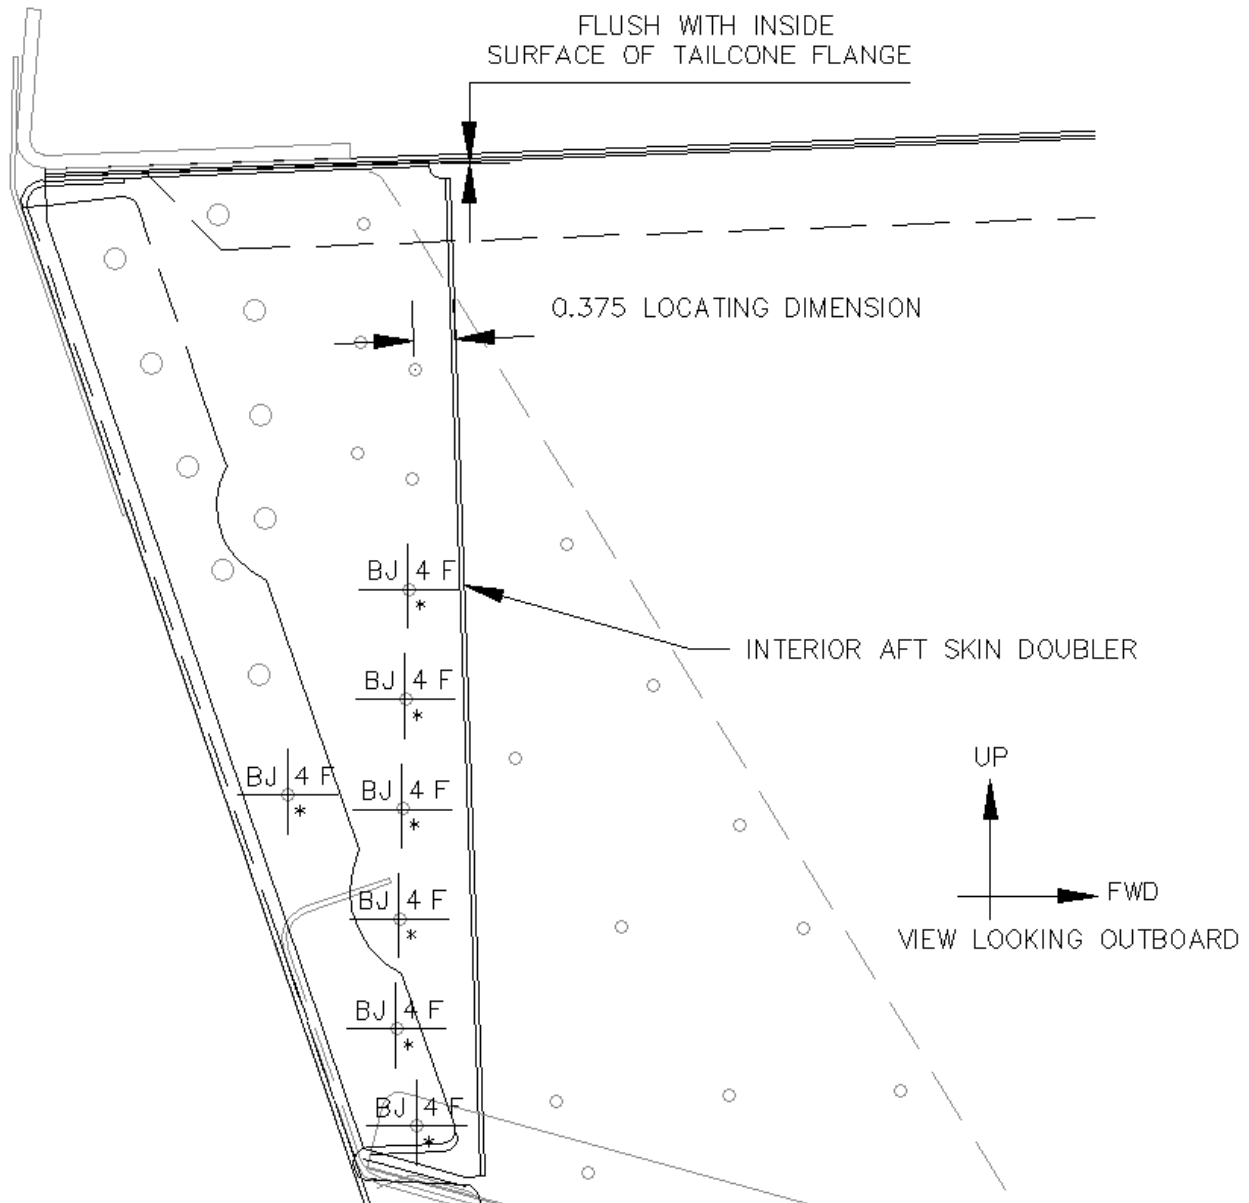 FLUSH WITH INSIDE
SURFACE OF TAILCONE FLANGE
0.375 LOCATING DIMENSION
BJ 4 F
*
INTERIOR AFT SKIN DOUBLER
BJ 4 F
*
UP
BJ 4 F
*
BJ 4 F
*
FWD
BJ 4 F
*
VIEW LOOKING OUTBOARD
BJ 4 F
*
BJ 4 F
*